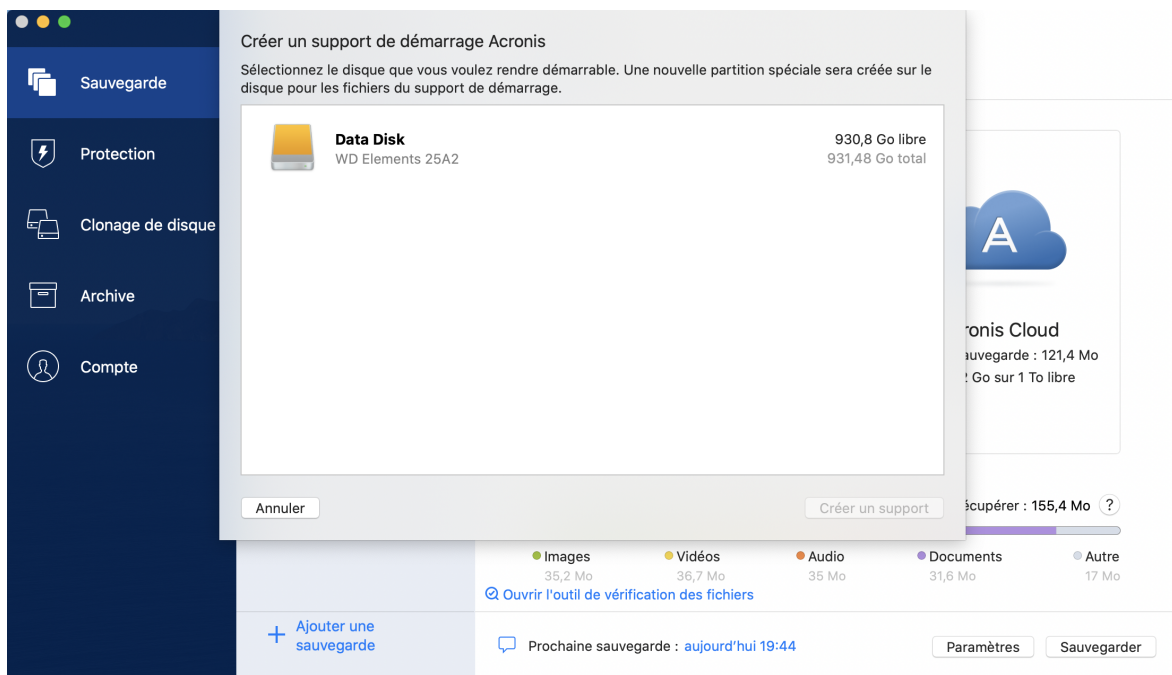 Créer un support de démarrage Acronis
Sélectionnez le disque que vous voulez rendre démarrable. Une nouvelle partition spéciale sera créée sur le
disque pour les fichiers du support de démarrage.
Sauvegarde
Protection
Clonage de disque
Archive
Compte
Data Disk
930,8 Go libre
WD Elements 25A2
931,48 Go total
Annuler
Créer un support
A
ronis Cloud
auvegarde : 121,4 Mo
Go sur 1 To libre
écupérer : 155,4 Mo ?
Images
Vidéos
Audio
Documents
Autre
35,2 Mo
36,7 Mo
35 Mo
31,6 Mo
17 Mo
Ouvrir l'outil de vérification des fichiers
Ajouter une
sauvegarde
Prochaine sauvegarde : aujourd'hui 19:44
Paramètres
Sauvegarder